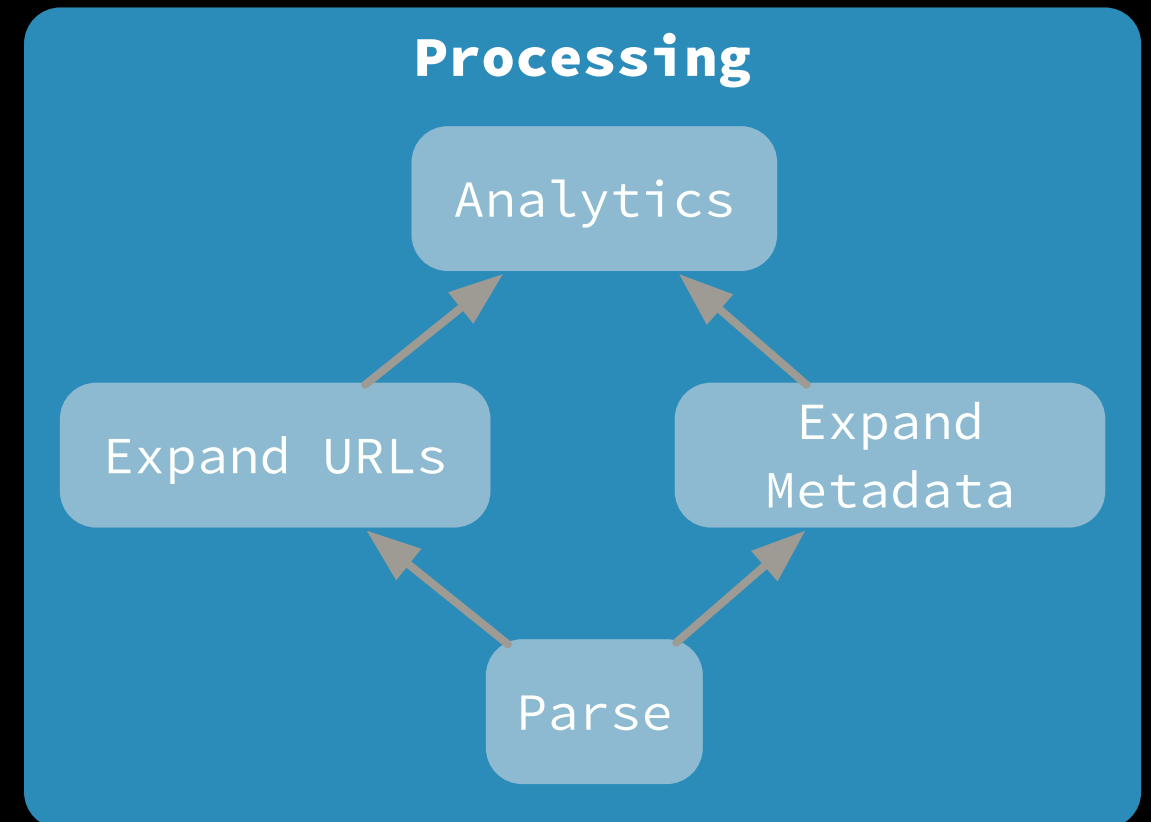 Processing
Analytics
Expand URLs
Expand
Metadata
Parse